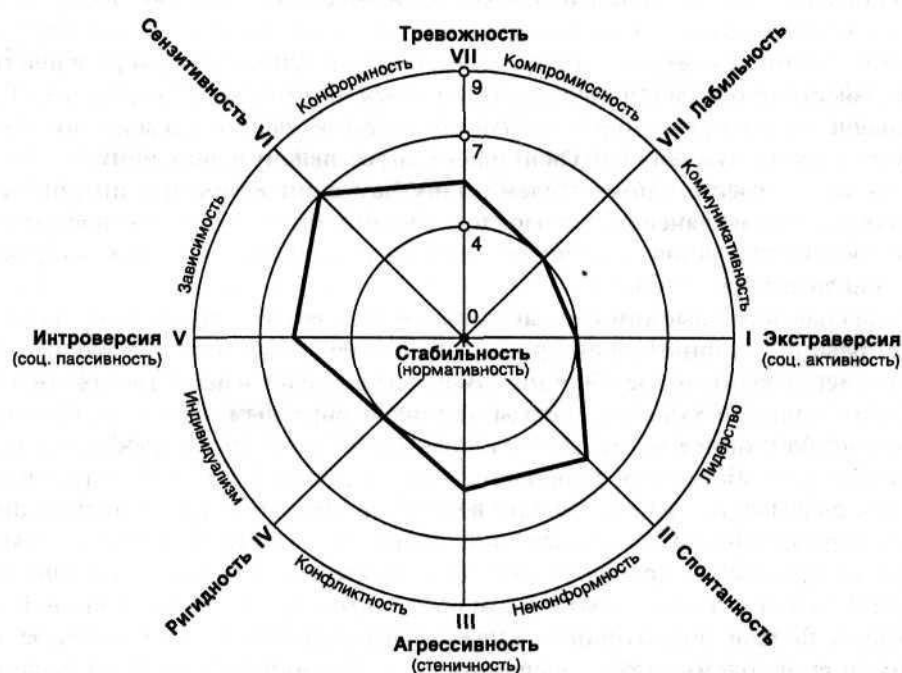 Тревожность
VII
Сензитивность VI
VIII Лабильность
Конформность
Компромиссность
9
7
4
0
Зависимость
Коммуникативность
Интроверсия V
(соц. пассивность)
Стабильность
(нормативность)
I Экстраверсия
(соц. активность)
Индивидуализм
Лидерство
Ригидность IV
II Спонтанность
Конфликтность
Неконформность
III
Агрессивность
(стеничность)